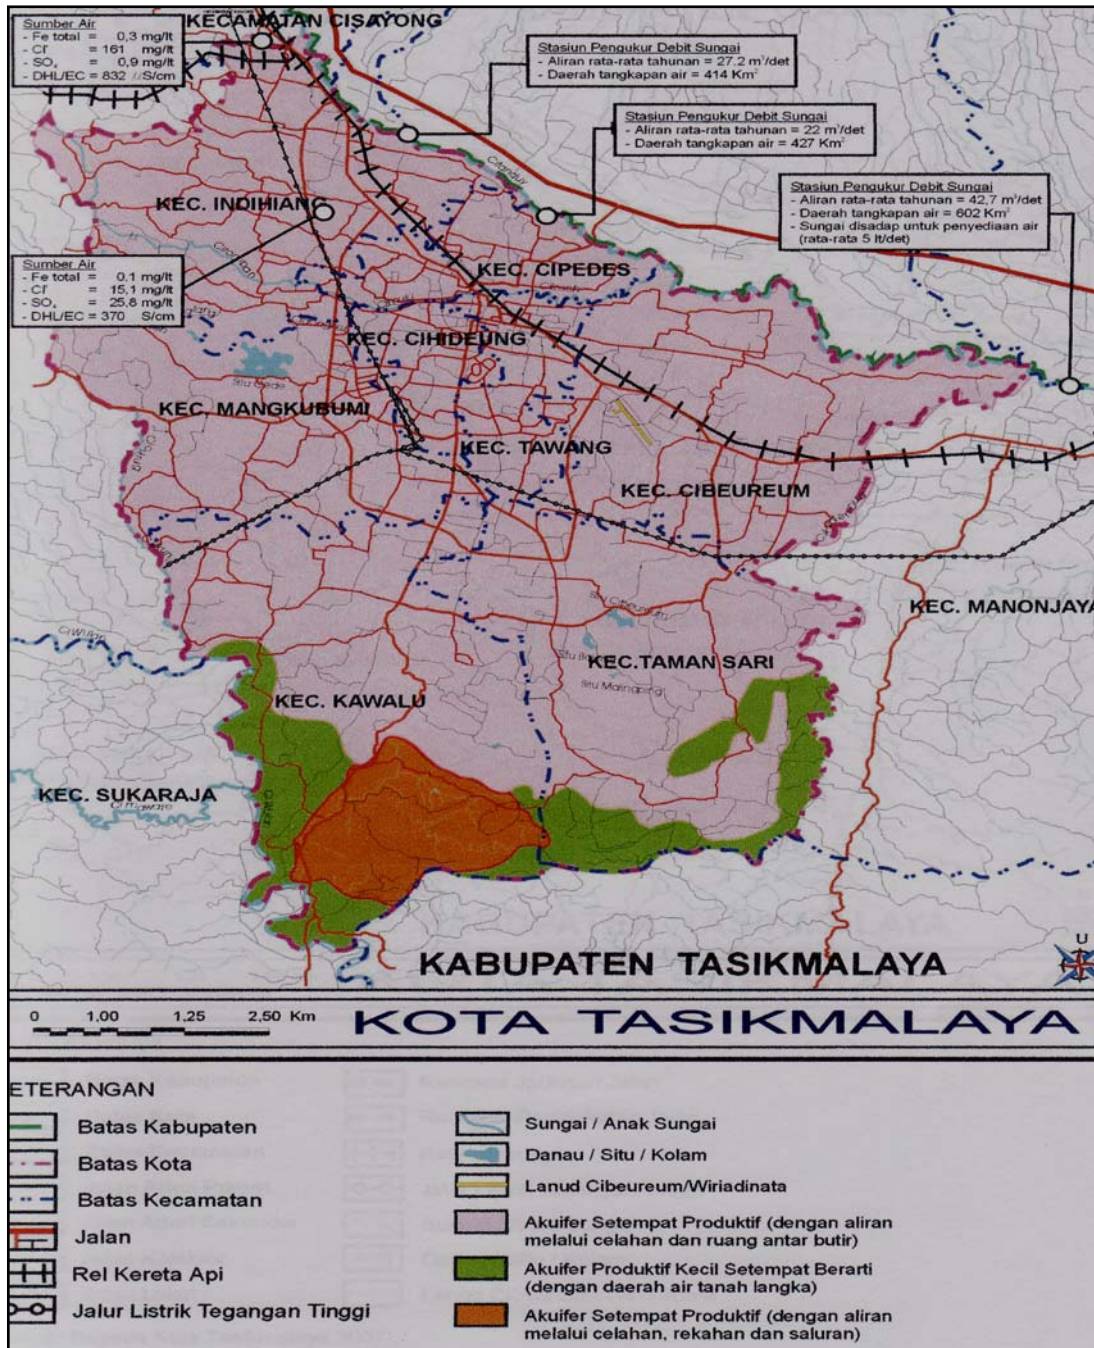 Sumber Air
- Fe total = 0,3 mg/lt
- Cl⁻ = 161 mg/lt
- SO₄ = 0,9 mg/lt
- DHL/EC = 832 //S/cm
KECAMATAN CISAYONG
Stasiun Pengukur Debit Sungai
- Aliran rata-rata tahunan = 27.2 m³/det
- Daerah tangkapan air = 414 Km²
Stasiun Pengukur Debit Sungai
- Aliran rata-rata tahunan = 22 m³/det
- Daerah tangkapan air = 427 Km²
Stasiun Pengukur Debit Sungai
- Aliran rata-rata tahunan = 42,7 m³/det
- Daerah tangkapan air = 602 Km²
- Sungai disadap untuk penyediaan air
(rata-rata 5 lt/det)
Citanduy
KEC. INDIHIANG
Sumber Air
- Fe total = 0.1 mg/lt
- Cl⁻ = 15,1 mg/lt
- SO₄ = 25,8 mg/lt
- DHL/EC = 370 S/cm
KEC. CIPEDES
KEC. CIHIDEUNG
Situ Gede
KEC. MANGKUBUMI
KEC. TAWANG
KEC. CIBEUREUM
Situ Cibeureum
KEC. MANONJAYA
Ci Wulan
KEC.TAMAN SARI
Situ Malingping
KEC. KAWALU
KEC. SUKARAJA
KABUPATEN TASIKMALAYA
U
0 1,00 1,25 2,50 Km
KOTA TASIKMALAYA
ETERANGAN
Batas Kabupaten
Batas Kota
Batas Kecamatan
Jalan
Rel Kereta Api
Jalur Listrik Tegangan Tinggi
Sungai / Anak Sungai
Danau / Situ / Kolam
Lanud Cibeureum/Wiriadinata
Akuifer Setempat Produktif (dengan aliran
melalui celahan dan ruang antar butir)
Akuifer Produktif Kecil Setempat Berarti
(dengan daerah air tanah langka)
Akuifer Setempat Produktif (dengan aliran
melalui celahan, rekahan dan saluran)